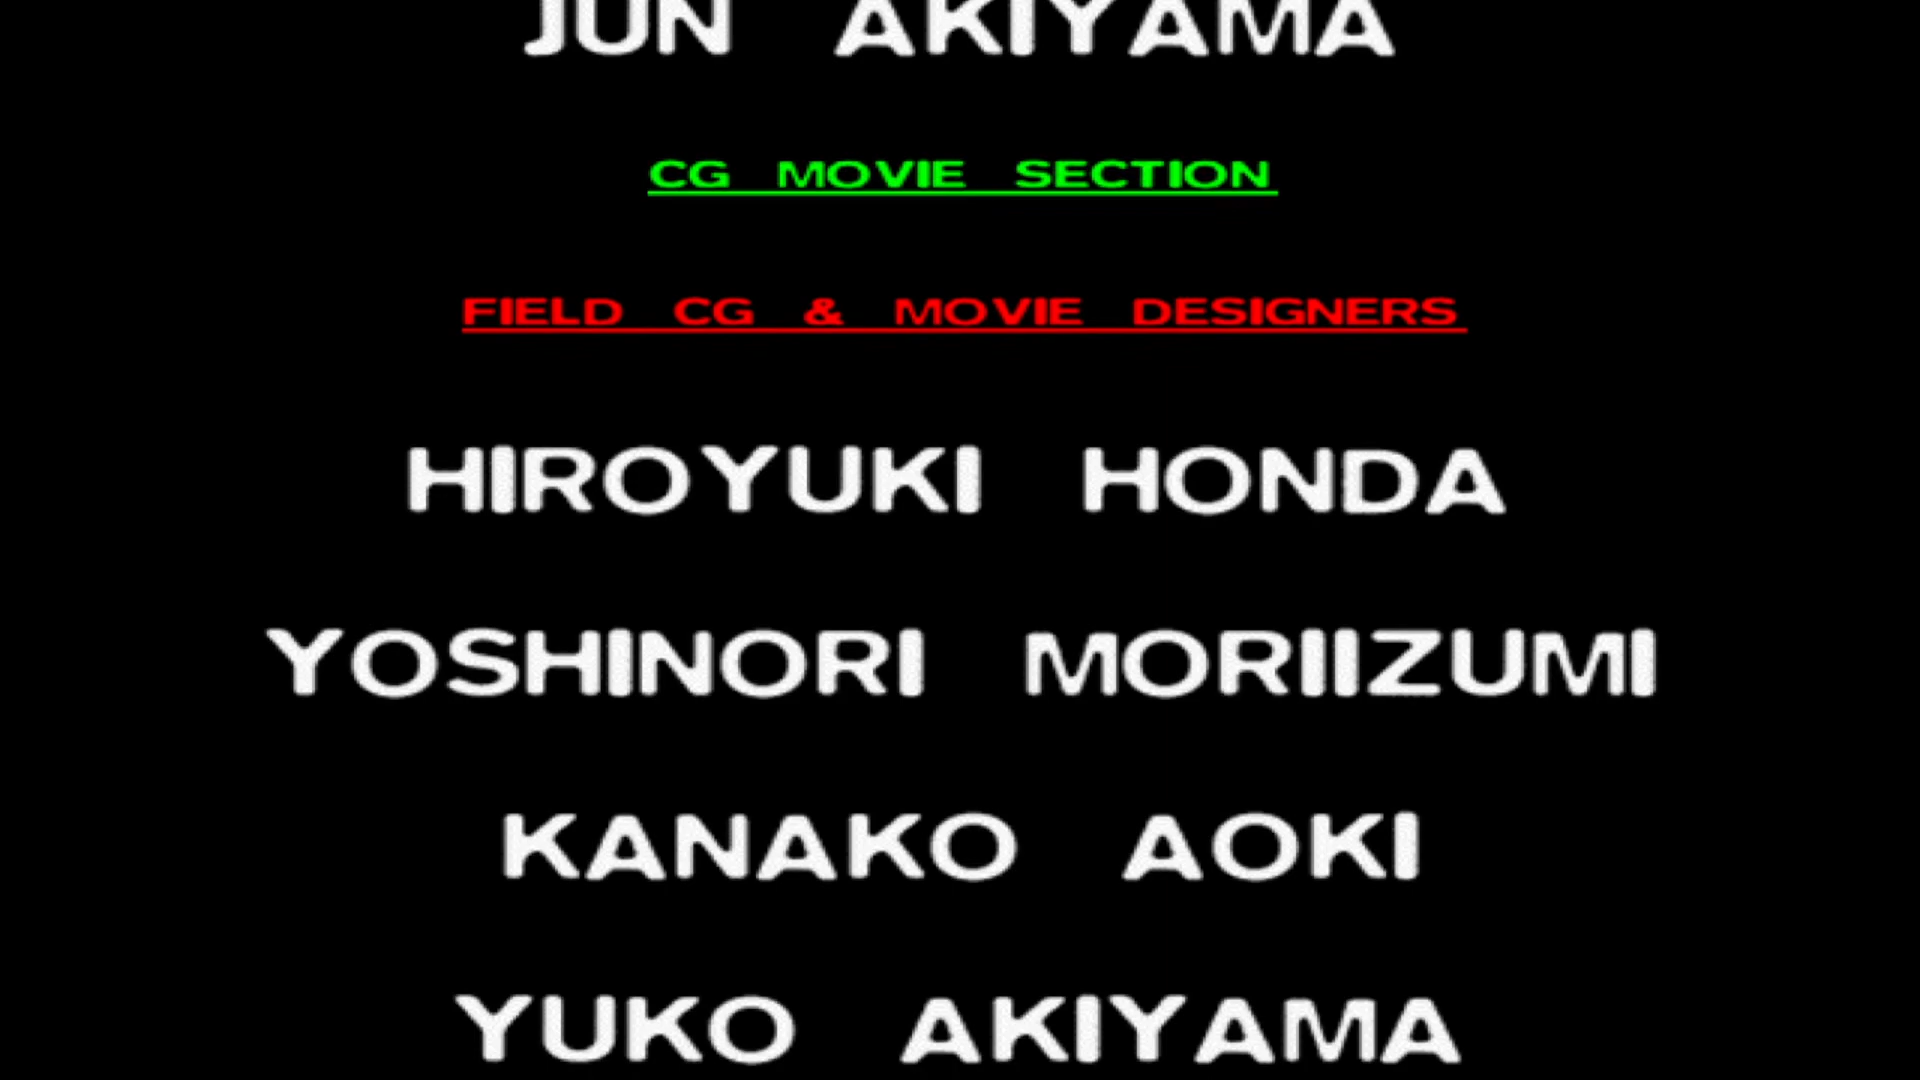 JUN AKIYAMA
CG MOVIE SECTION
FIELD CG & MOVIE DESIGNERS
HIROYUKI HONDA
YOSHINORI MORIIZUMI
KANAKO AOKI
YUKO AKIYAMA